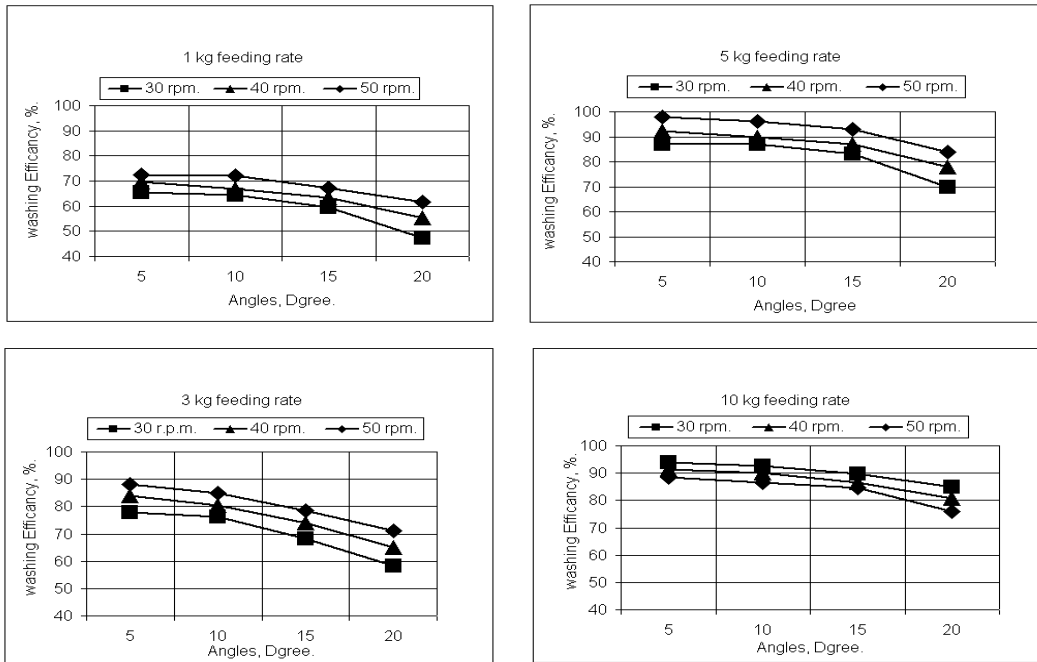 1 kg feeding rate
30 rpm. 40 rpm. 50 rpm.
washing Efficancy, %.
100
90
80
70
60
50
40
5 10 15 20
Angles, Dgree.
5 kg feeding rate
30 rpm. 40 rpm. 50 rpm.
washing Efficancy, %.
100
90
80
70
60
50
40
5 10 15 20
Angles, Dgree
3 kg feeding rate
30 r.p.m. 40 rpm. 50 rpm.
washing Efficancy, %.
100
90
80
70
60
50
40
5 10 15 20
Angles, Dgree.
10 kg feeding rate
30 rpm. 40 rpm. 50 rpm.
washing Efficancy, %.
100
90
80
70
60
50
40
5 10 15 20
Angles, Dgree.